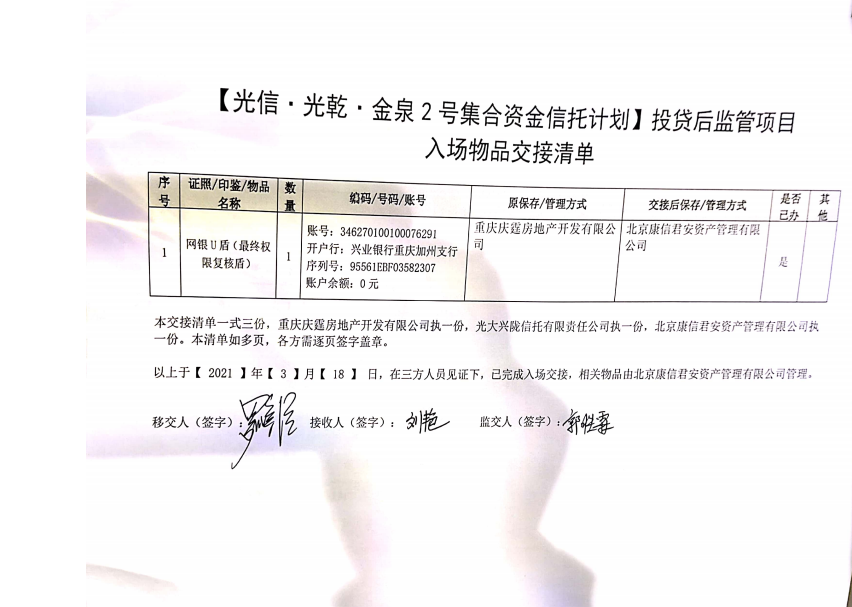 【光信·光乾·金泉2号集合资金信托计划】投贷后监管项目
入场物品交接清单
序号 证照/印鉴/物品名称 数量 编码/号码/账号 原保存/管理方式 交接后保存/管理方式 是否已办 其他
1 网银U盾(最终权限复核盾) 1
账号:346270100100076291
开户行:兴业银行重庆加州支行
序列号:95561EBF03582307
账户余额:0元
重庆庆霆房地产开发有限公司
北京康信君安资产管理有限公司
是
本交接清单一式三份,重庆庆霆房地产开发有限公司执一份,光大兴陇信托有限责任公司执一份,北京康信君安资产管理有限公司执
一份。本清单如多页,各方需逐页签字盖章。
以上于【 2021 】年【 3 】月【 18 】 日,在三方人员见证下,已完成入场交接,相关物品由北京康信君安资产管理有限公司管理。
移交人(签字): 接收人(签字):刘艳 监交人(签字):